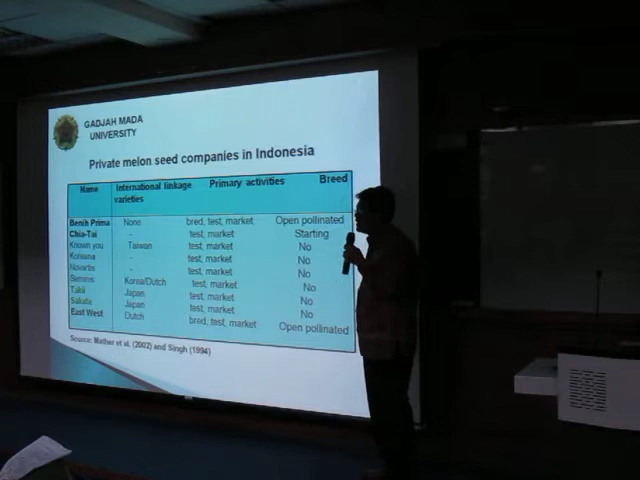 GADJAH MADA
UNIVERSITY
Private melon seed companies in Indonesia
Name International linkage Primary activities Breed
varieties
Benih Prima None bred, test, market Open pollinated
Chia-Tai - test, market Starting
Known you Taiwan test, market No
Koreana - test, market No
Novartis - test, market No
Seminis Korea/Dutch test, market No
Takii Japan test, market No
Sakata Japan test, market No
East West Dutch bred, test, market Open pollinated
Source: Mather et al. (2002) and Singh (1994)